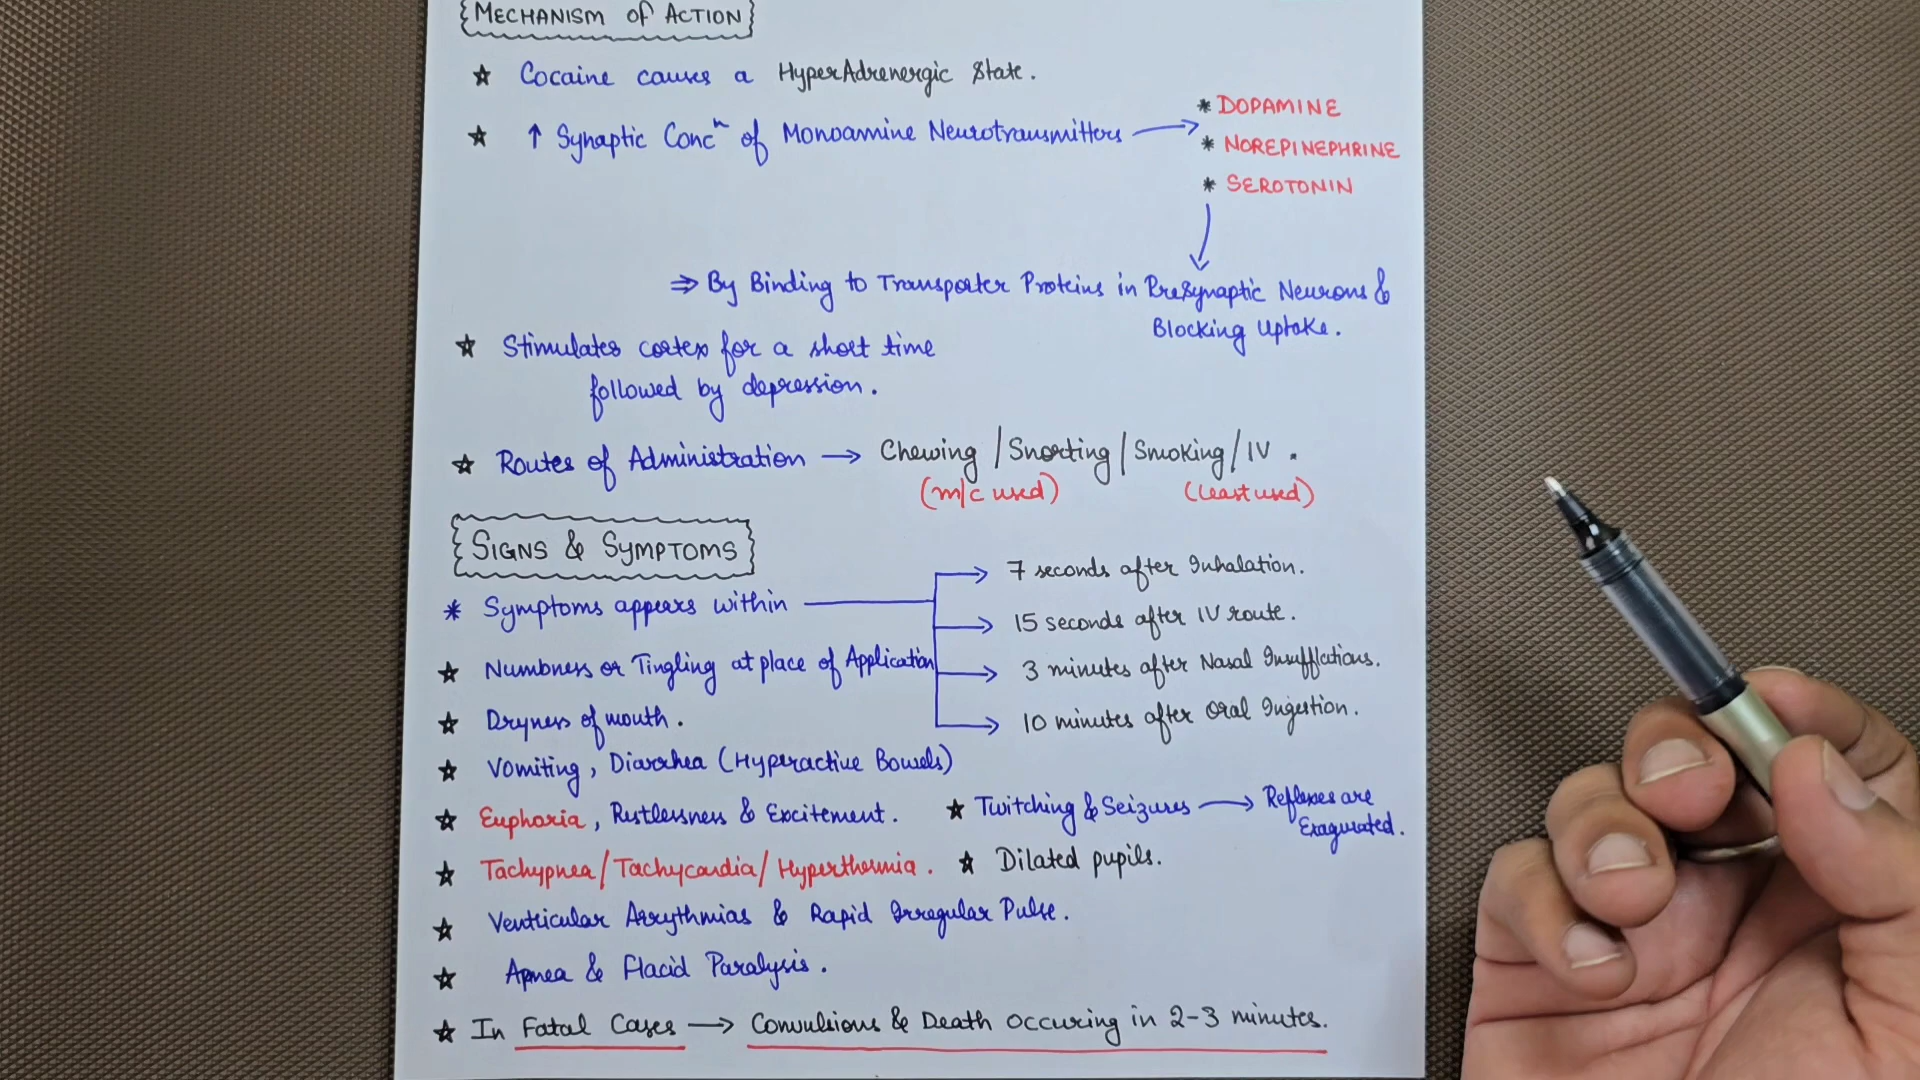 MECHANISM OF ACTION
☆ Cocaine causes a HyperAdrenergic State.
☆ ↑ Synaptic Concⁿ of Monoamine Neurotransmitters →
* DOPAMINE
* NOREPINEPHRINE
* SEROTONIN
⇒ By Binding to Transporter Proteins in PreSynaptic Neurons &
Blocking Uptake.
☆ Stimulates cortex for a short time
followed by depression.
☆ Routes of Administration → Chewing / Snorting / Smoking / IV .
(m/c used) (least used)
SIGNS & SYMPTOMS
* Symptoms appears within
→ 7 seconds after Inhalation.
→ 15 seconds after IV route.
→ 3 minutes after Nasal Insufflations.
→ 10 minutes after Oral Ingestion.
☆ Numbness or Tingling at place of Application
☆ Dryness of mouth.
☆ Vomiting, Diarrhea (Hyperactive Bowels)
☆ Euphoria, Restlessness & Excitement.
☆ Twitching & Seizures → Reflexes are
Exagurated.
☆ Tachypnea / Tachycardia / Hyperthermia. ☆ Dilated pupils.
☆ Ventricular Arrythmias & Rapid Irregular Pulse.
☆ Apnea & Flacid Paralysis.
☆ In Fatal Cases → Convulsions & Death occuring in 2-3 minutes.